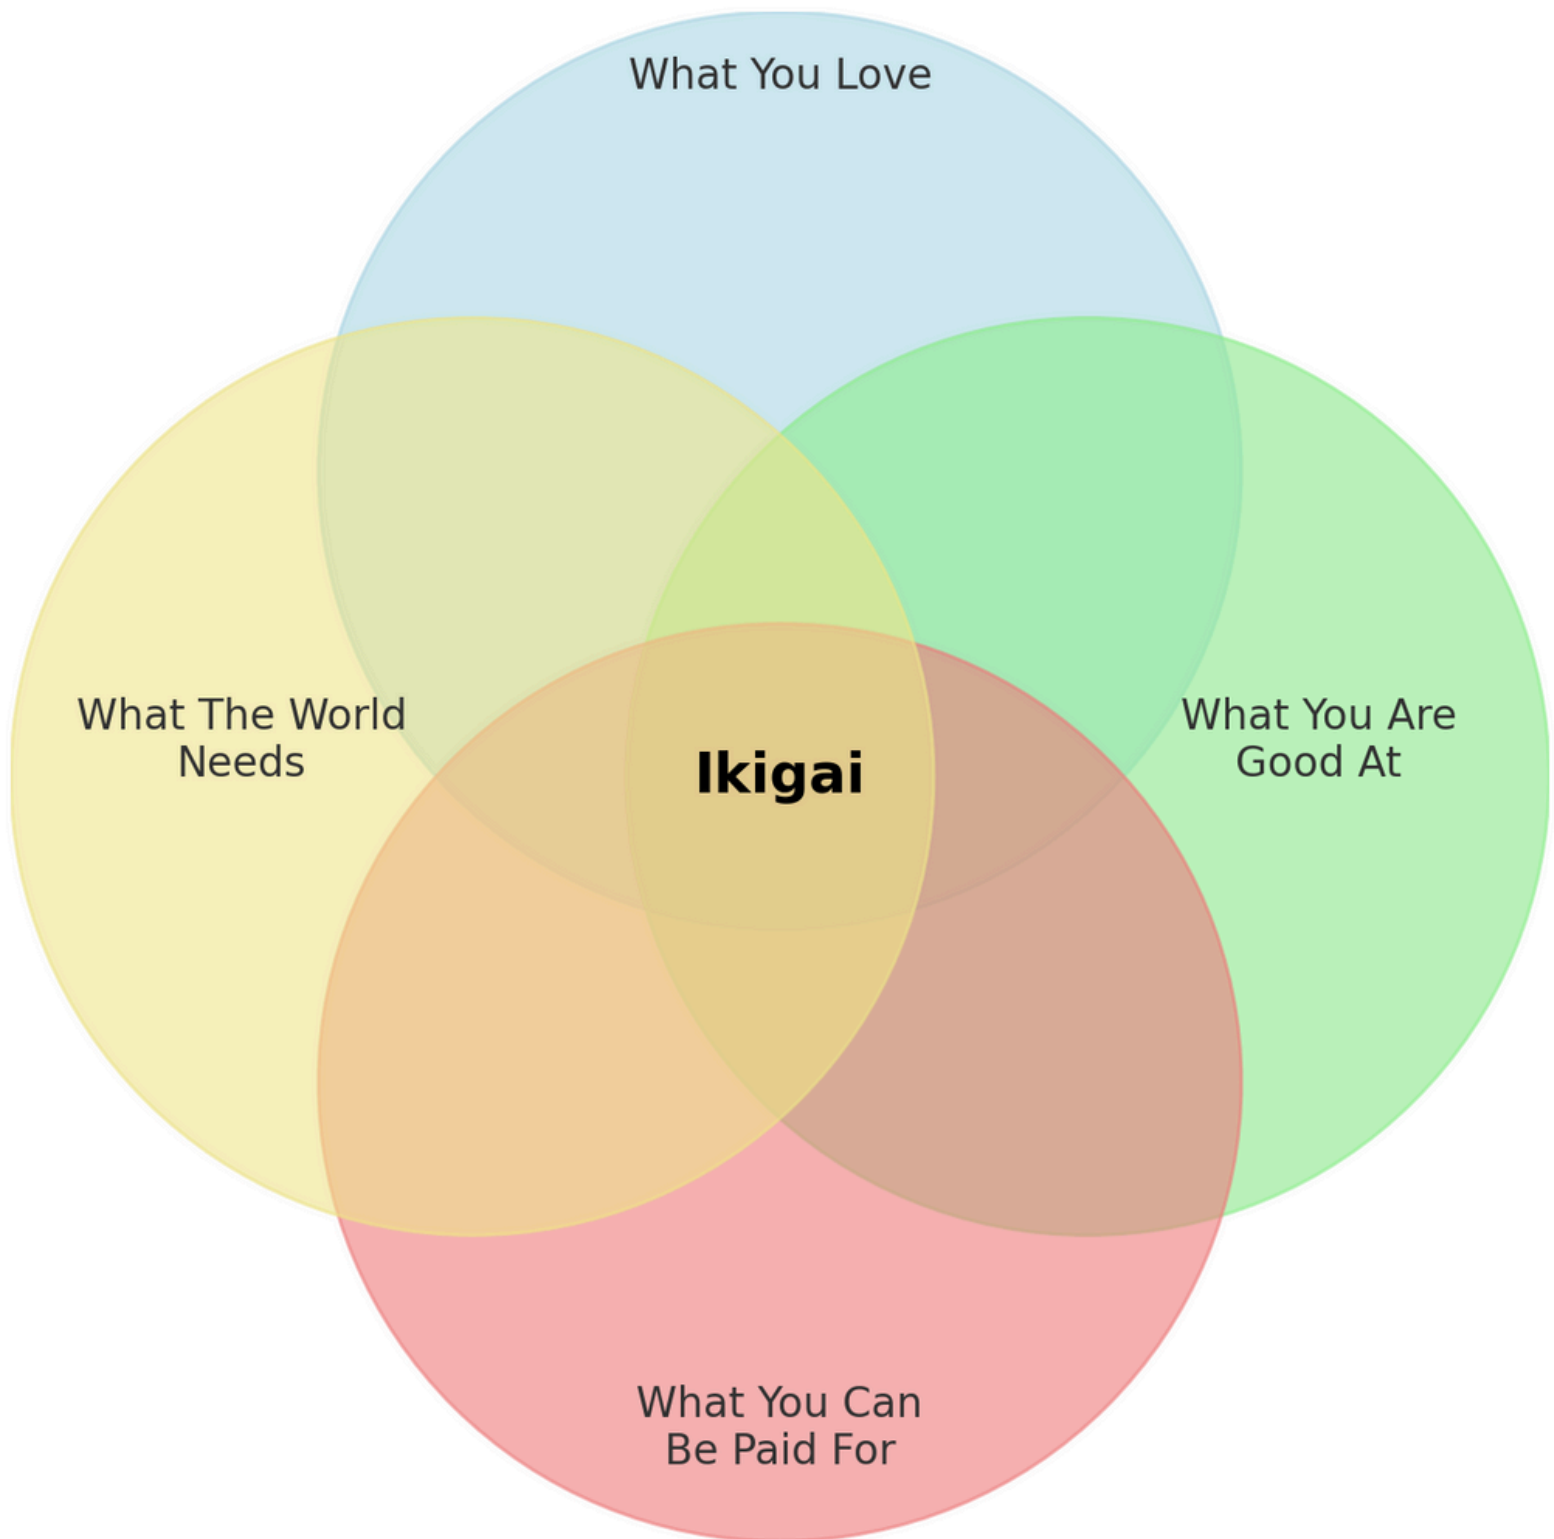 What You Love
What The World
Needs
What You Are
Good At
Ikigai
What You Can
Be Paid For